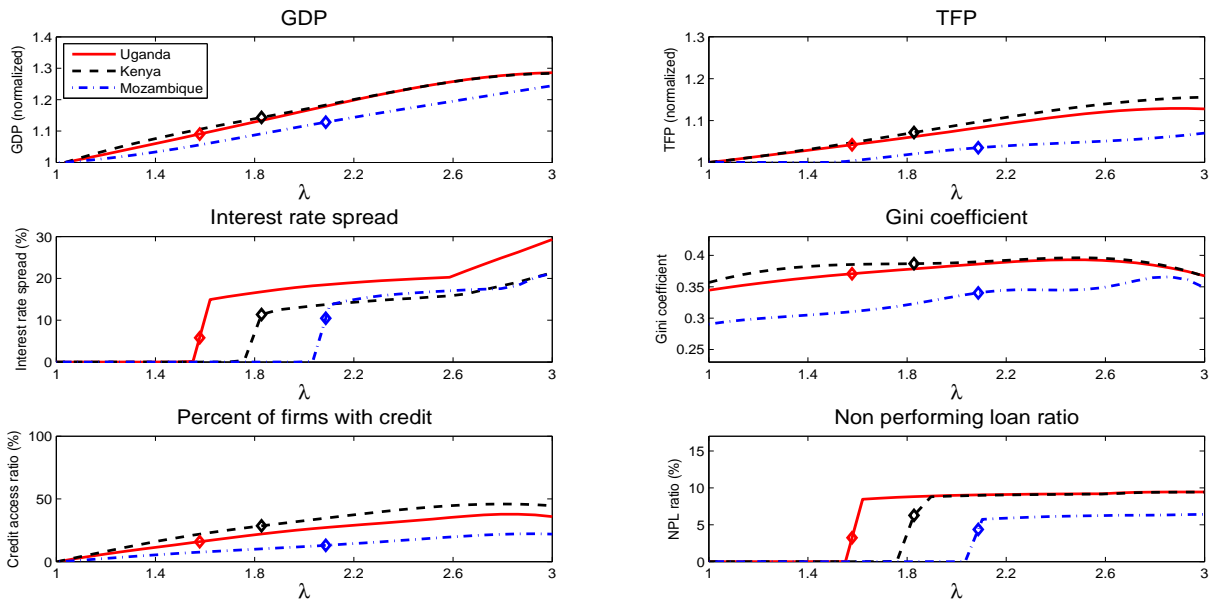 GDP
GDP (normalized)
1.4
1.3
1.2
1.1
1
Uganda
Kenya
Mozambique
1 1.4 1.8 2.2 2.6 3
λ
TFP
TFP (normalized)
1.3
1.2
1.1
1
1 1.4 1.8 2.2 2.6 3
λ
Interest rate spread
Interest rate spread (%)
30
20
10
0
1 1.4 1.8 2.2 2.6 3
λ
Gini coefficient
Gini coefficient
0.4
0.35
0.3
0.25
1 1.4 1.8 2.2 2.6 3
λ
Percent of firms with credit
Credit access ratio (%)
100
50
0
1 1.4 1.8 2.2 2.6 3
λ
Non performing loan ratio
NPL ratio (%)
15
10
5
0
1 1.4 1.8 2.2 2.6 3
λ